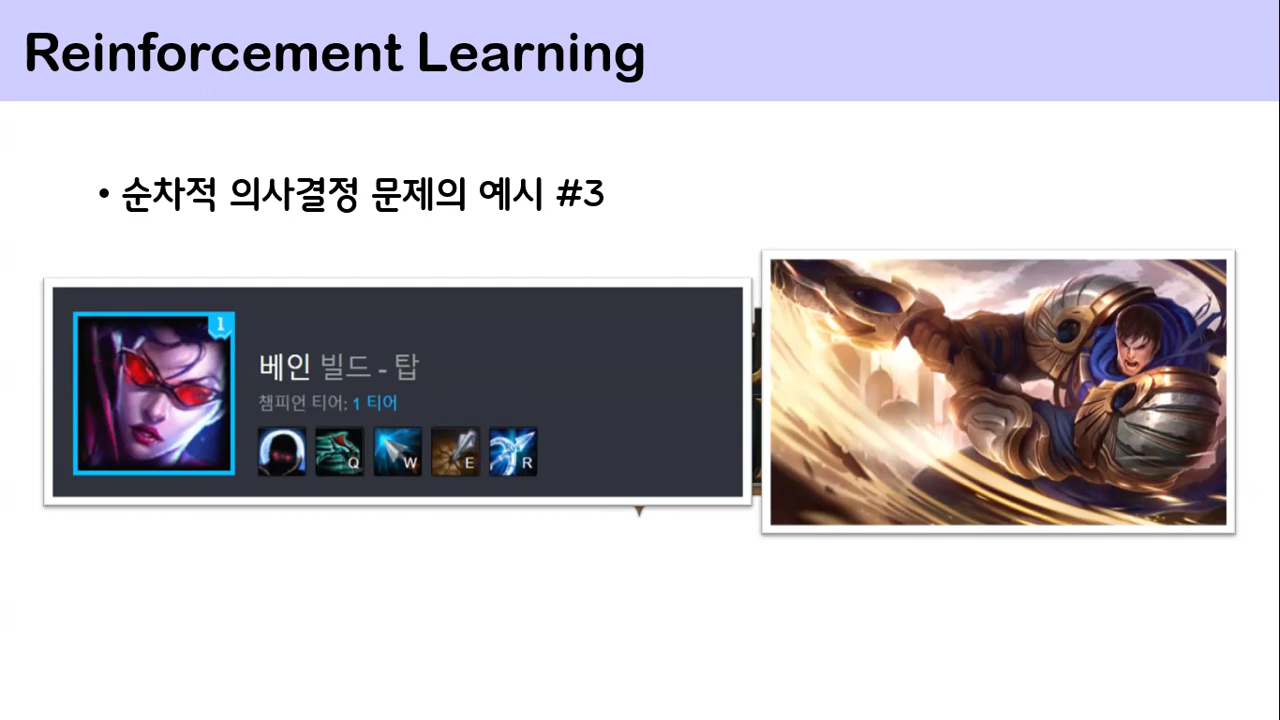 Reinforcement Learning
• 순차적 의사결정 문제의 예시 #3
1
베인 빌드 - 탑
챔피언 티어: 1 티어
Q W E R